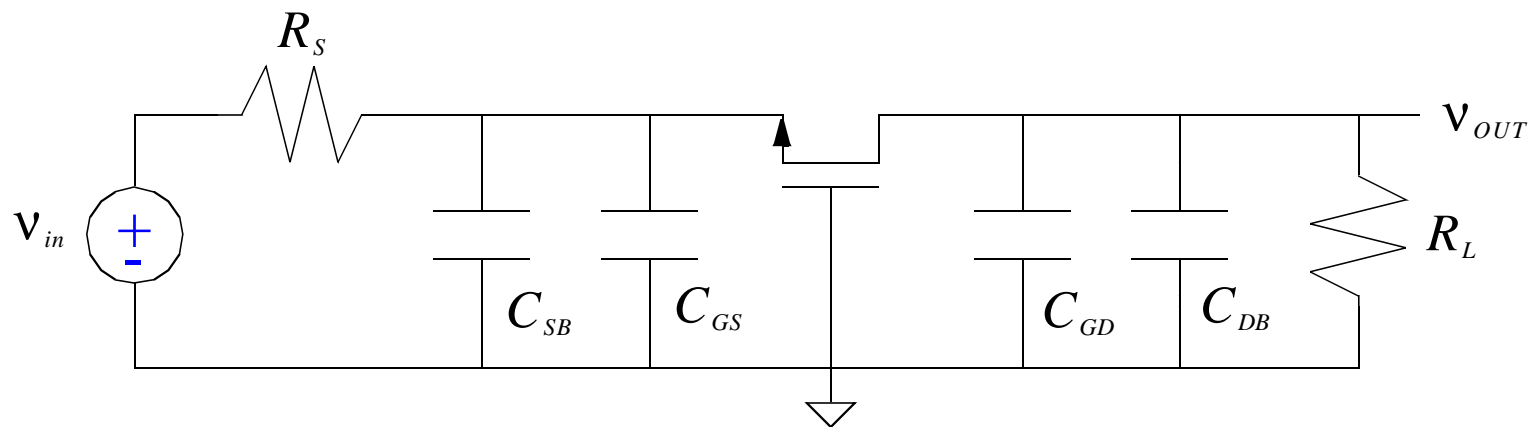 R_S
ν_in
+
-
C_SB
C_GS
C_GD
C_DB
R_L
ν_OUT